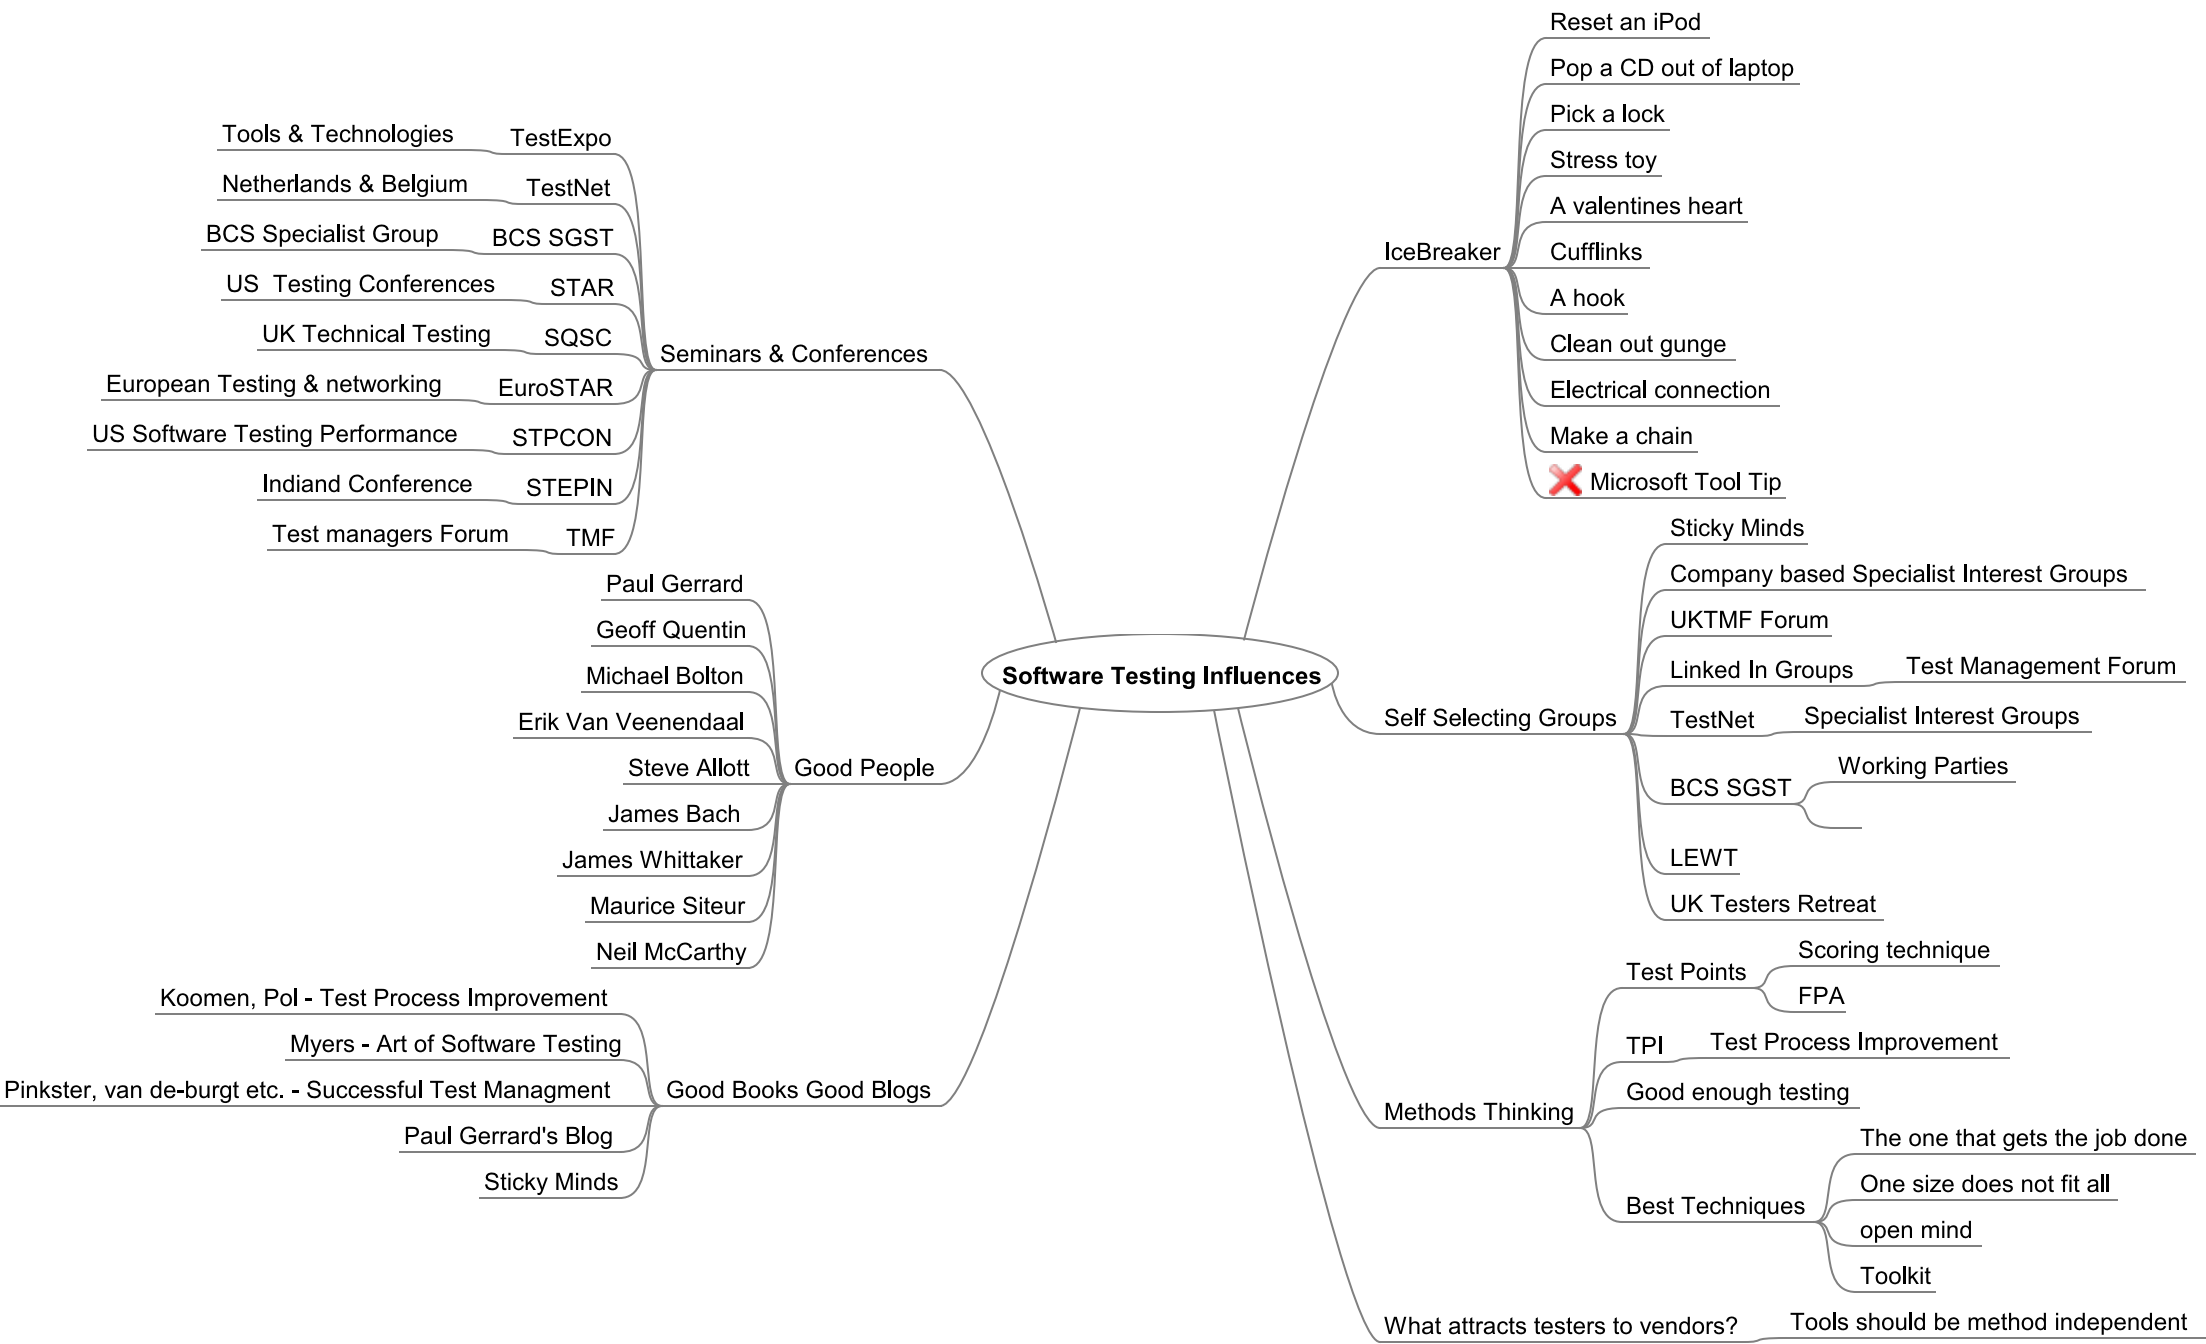 Software Testing Influences
Seminars & Conferences
TestExpo
Tools & Technologies
TestNet
Netherlands & Belgium
BCS SGST
BCS Specialist Group
STAR
US  Testing Conferences
SQSC
UK Technical Testing
EuroSTAR
European Testing & networking
STPCON
US Software Testing Performance
STEPIN
Indiand Conference
TMF
Test managers Forum
Good People
Paul Gerrard
Geoff Quentin
Michael Bolton
Erik Van Veenendaal
Steve Allott
James Bach
James Whittaker
Maurice Siteur
Neil McCarthy
Good Books Good Blogs
Koomen, Pol - Test Process Improvement
Myers - Art of Software Testing
Pinkster, van de-burgt etc. - Successful Test Managment
Paul Gerrard's Blog
Sticky Minds
IceBreaker
Reset an iPod
Pop a CD out of laptop
Pick a lock
Stress toy
A valentines heart
Cufflinks
A hook
Clean out gunge
Electrical connection
Make a chain
Microsoft Tool Tip
Self Selecting Groups
Sticky Minds
Company based Specialist Interest Groups
UKTMF Forum
Linked In Groups
Test Management Forum
TestNet
Specialist Interest Groups
BCS SGST
Working Parties
LEWT
UK Testers Retreat
Methods Thinking
Test Points
Scoring technique
FPA
TPI
Test Process Improvement
Good enough testing
Best Techniques
The one that gets the job done
One size does not fit all
open mind
Toolkit
What attracts testers to vendors?
Tools should be method independent